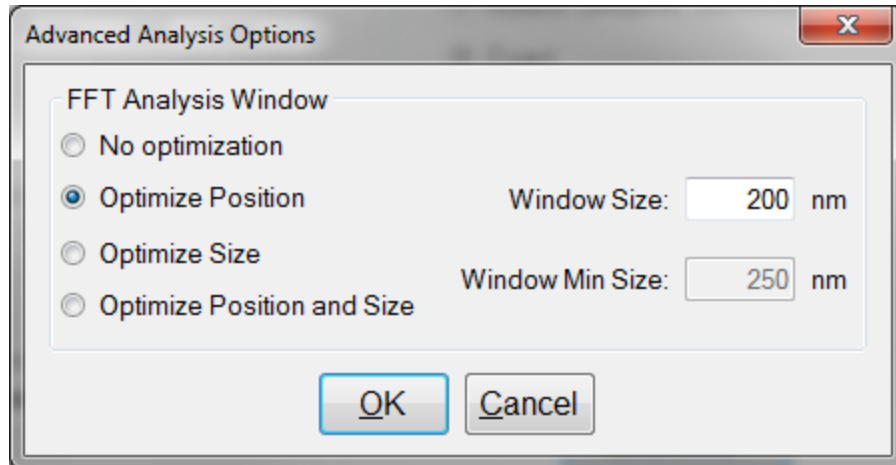 Advanced Analysis Options
FFT Analysis Window
No optimization
Optimize Position
Window Size: 200 nm
Optimize Size
Window Min Size: 250 nm
Optimize Position and Size
OK
Cancel